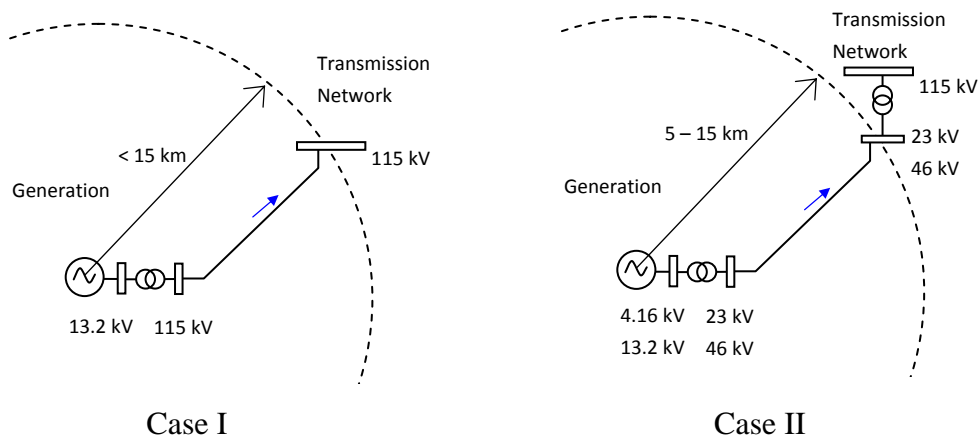 Transmission
Network
< 15 km
115 kV
Generation
13.2 kV 115 kV
Case I
Transmission
Network
115 kV
5 – 15 km
23 kV
46 kV
Generation
4.16 kV 23 kV
13.2 kV 46 kV
Case II